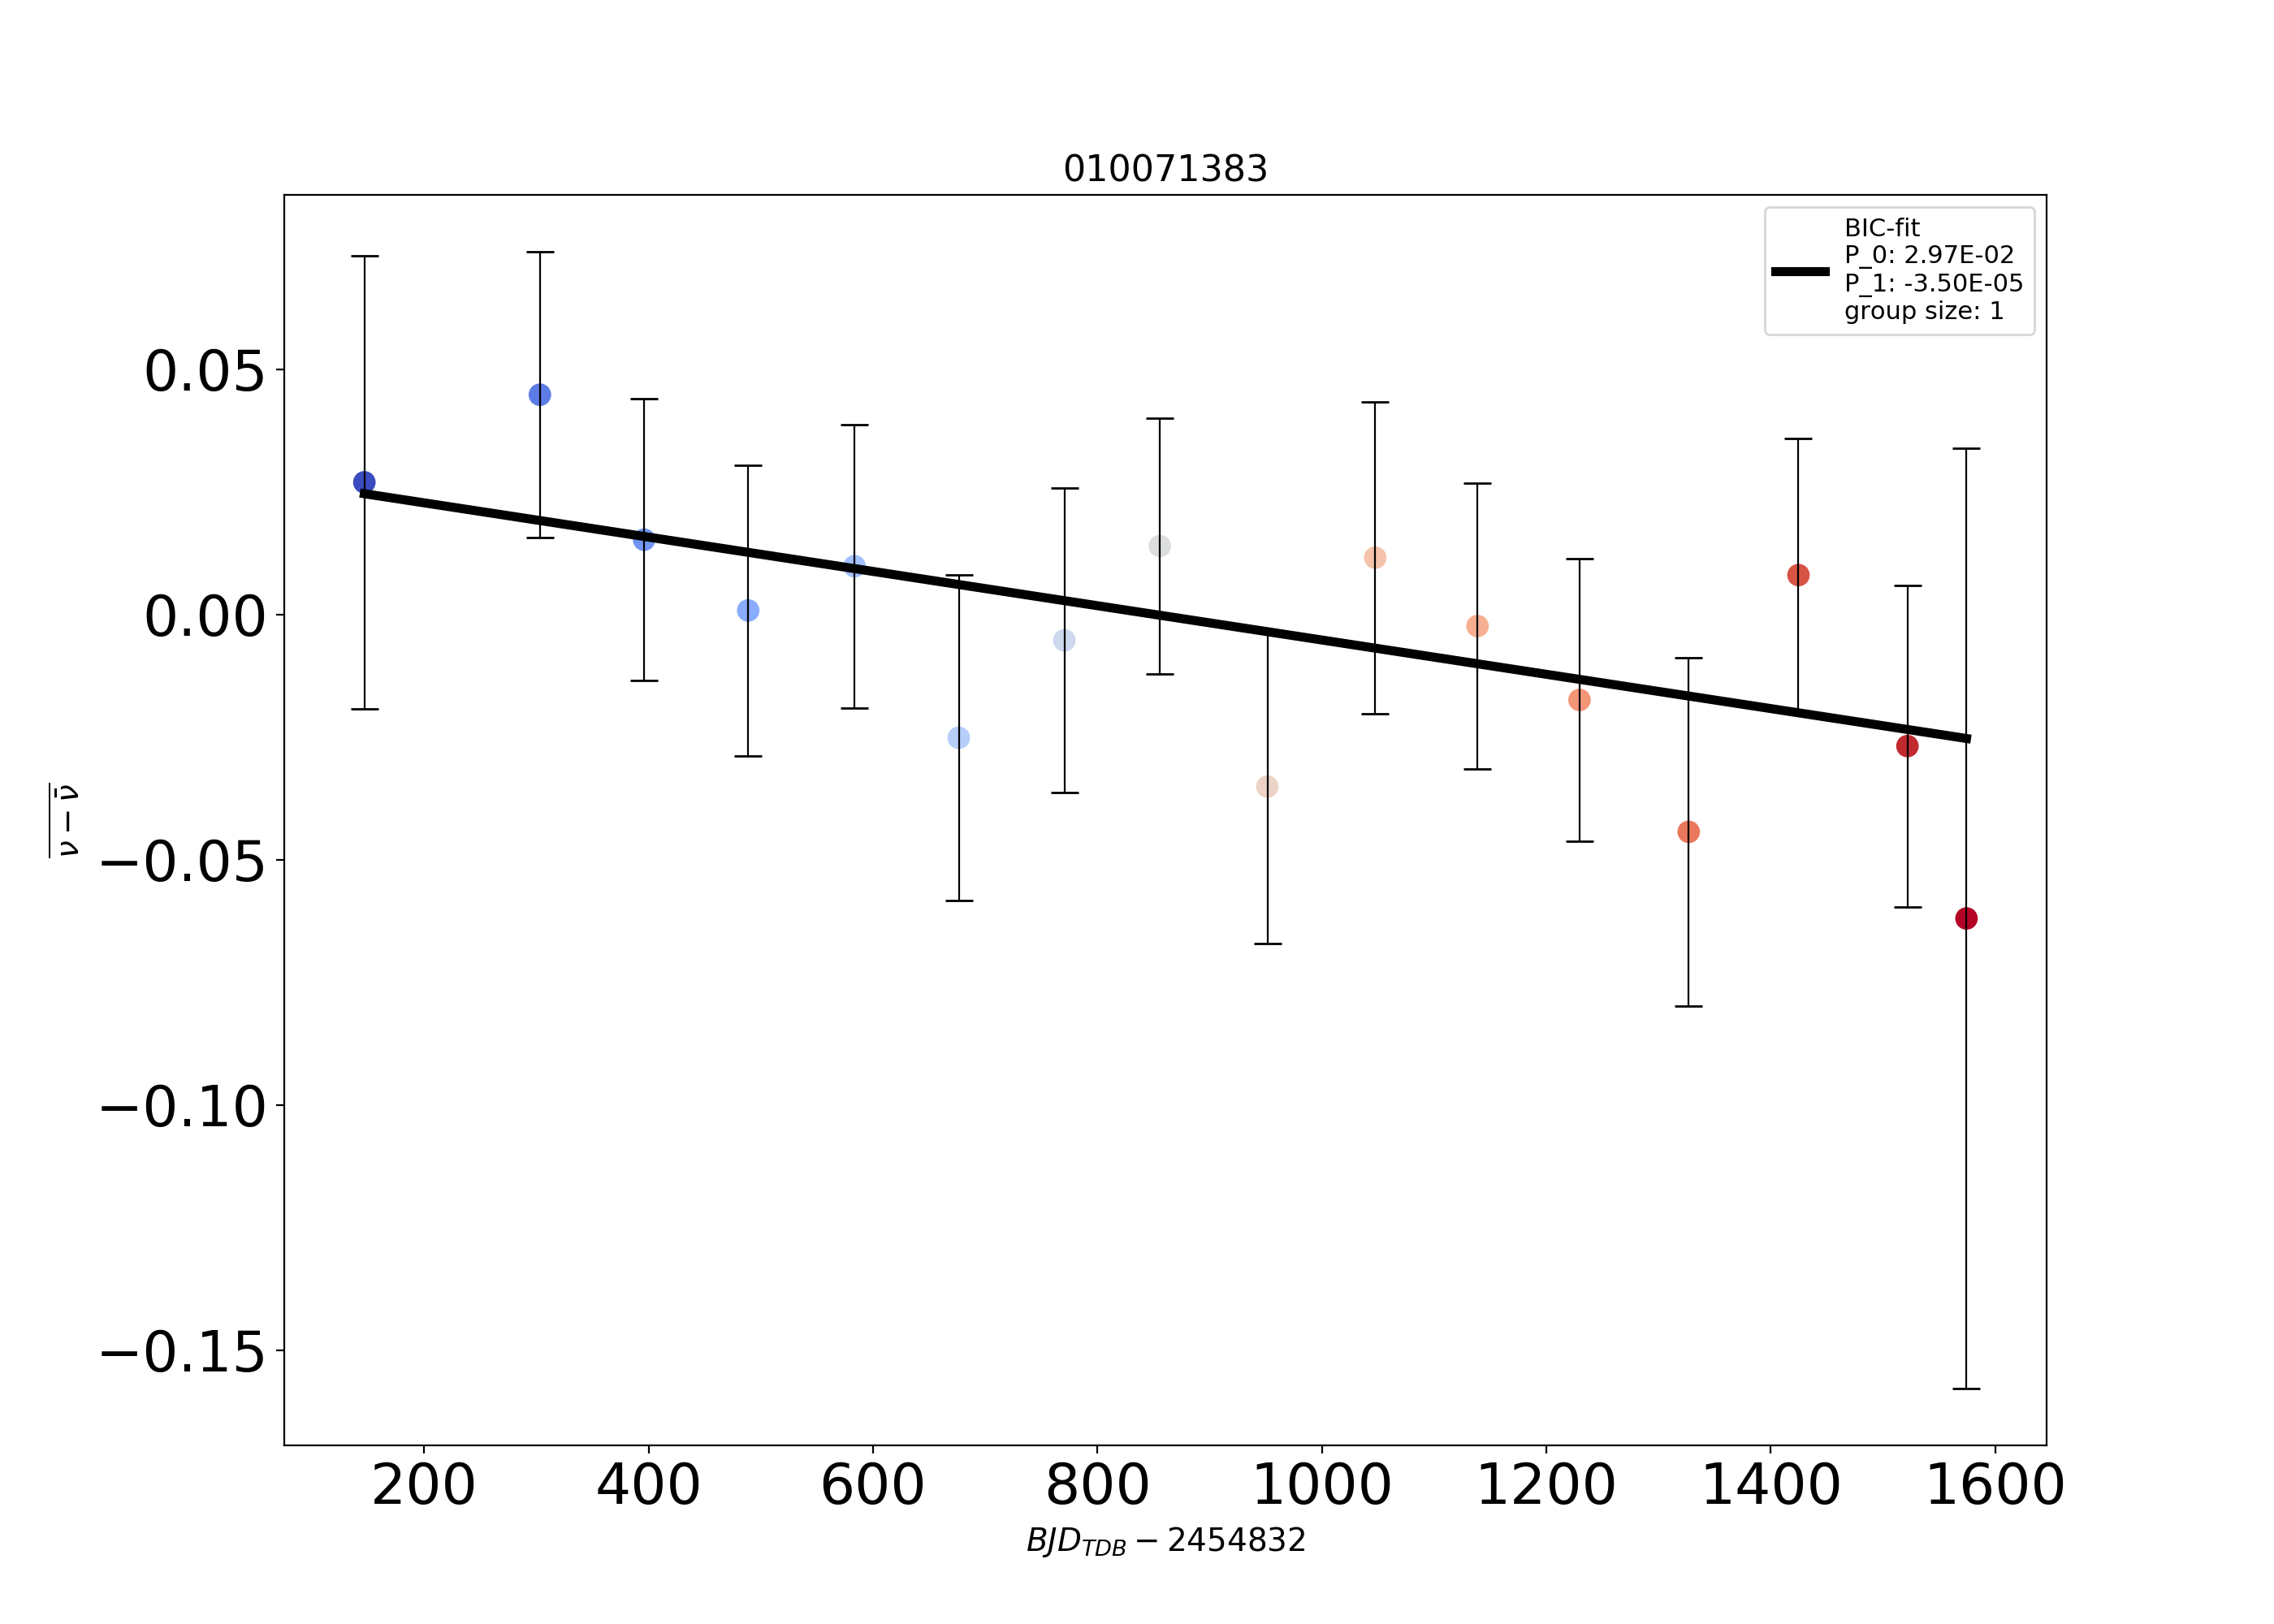 010071383
BIC-fit
P_0: 2.97E-02
P_1: -3.50E-05
group size: 1
0.05
0.00
−0.05
−0.10
−0.15
ν − ν̄
200 400 600 800 1000 1200 1400 1600
BJD_TDB − 2454832